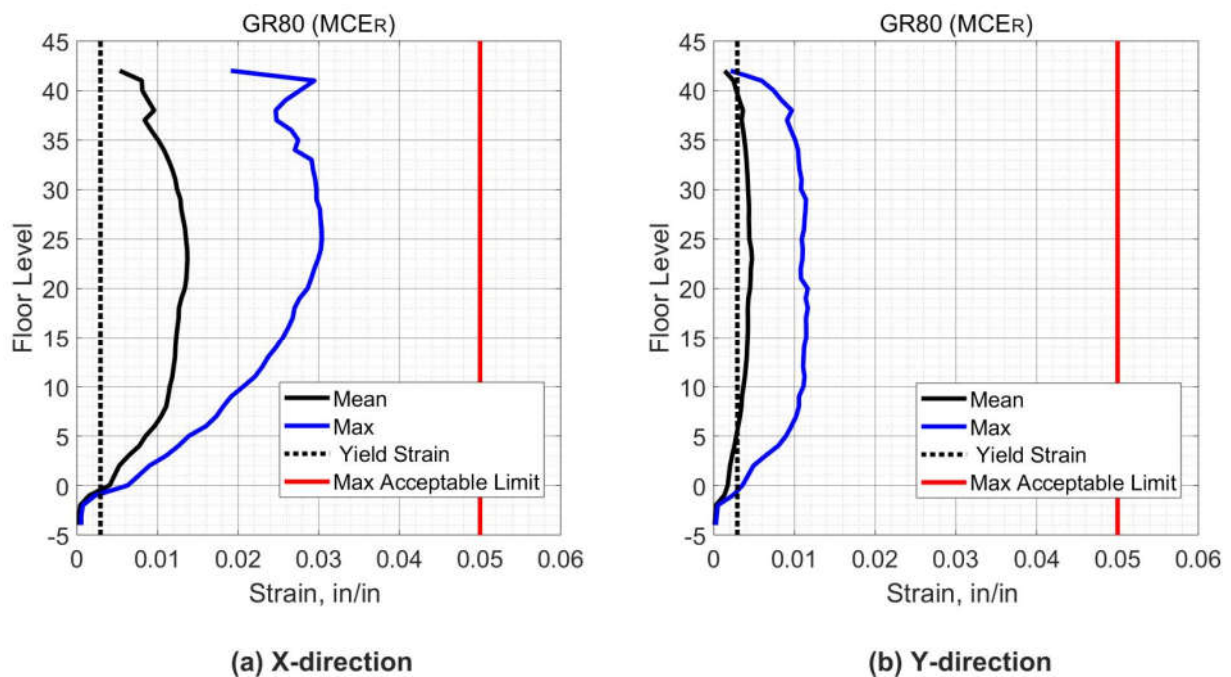 GR80 (MCER)
45
40
35
30
25
20
15
10
5
0
-5
Floor Level
Mean
Max
Yield Strain
Max Acceptable Limit
0 0.01 0.02 0.03 0.04 0.05 0.06
Strain, in/in
(a) X-direction
GR80 (MCER)
45
40
35
30
25
20
15
10
5
0
-5
Floor Level
Mean
Max
Yield Strain
Max Acceptable Limit
0 0.01 0.02 0.03 0.04 0.05 0.06
Strain, in/in
(b) Y-direction